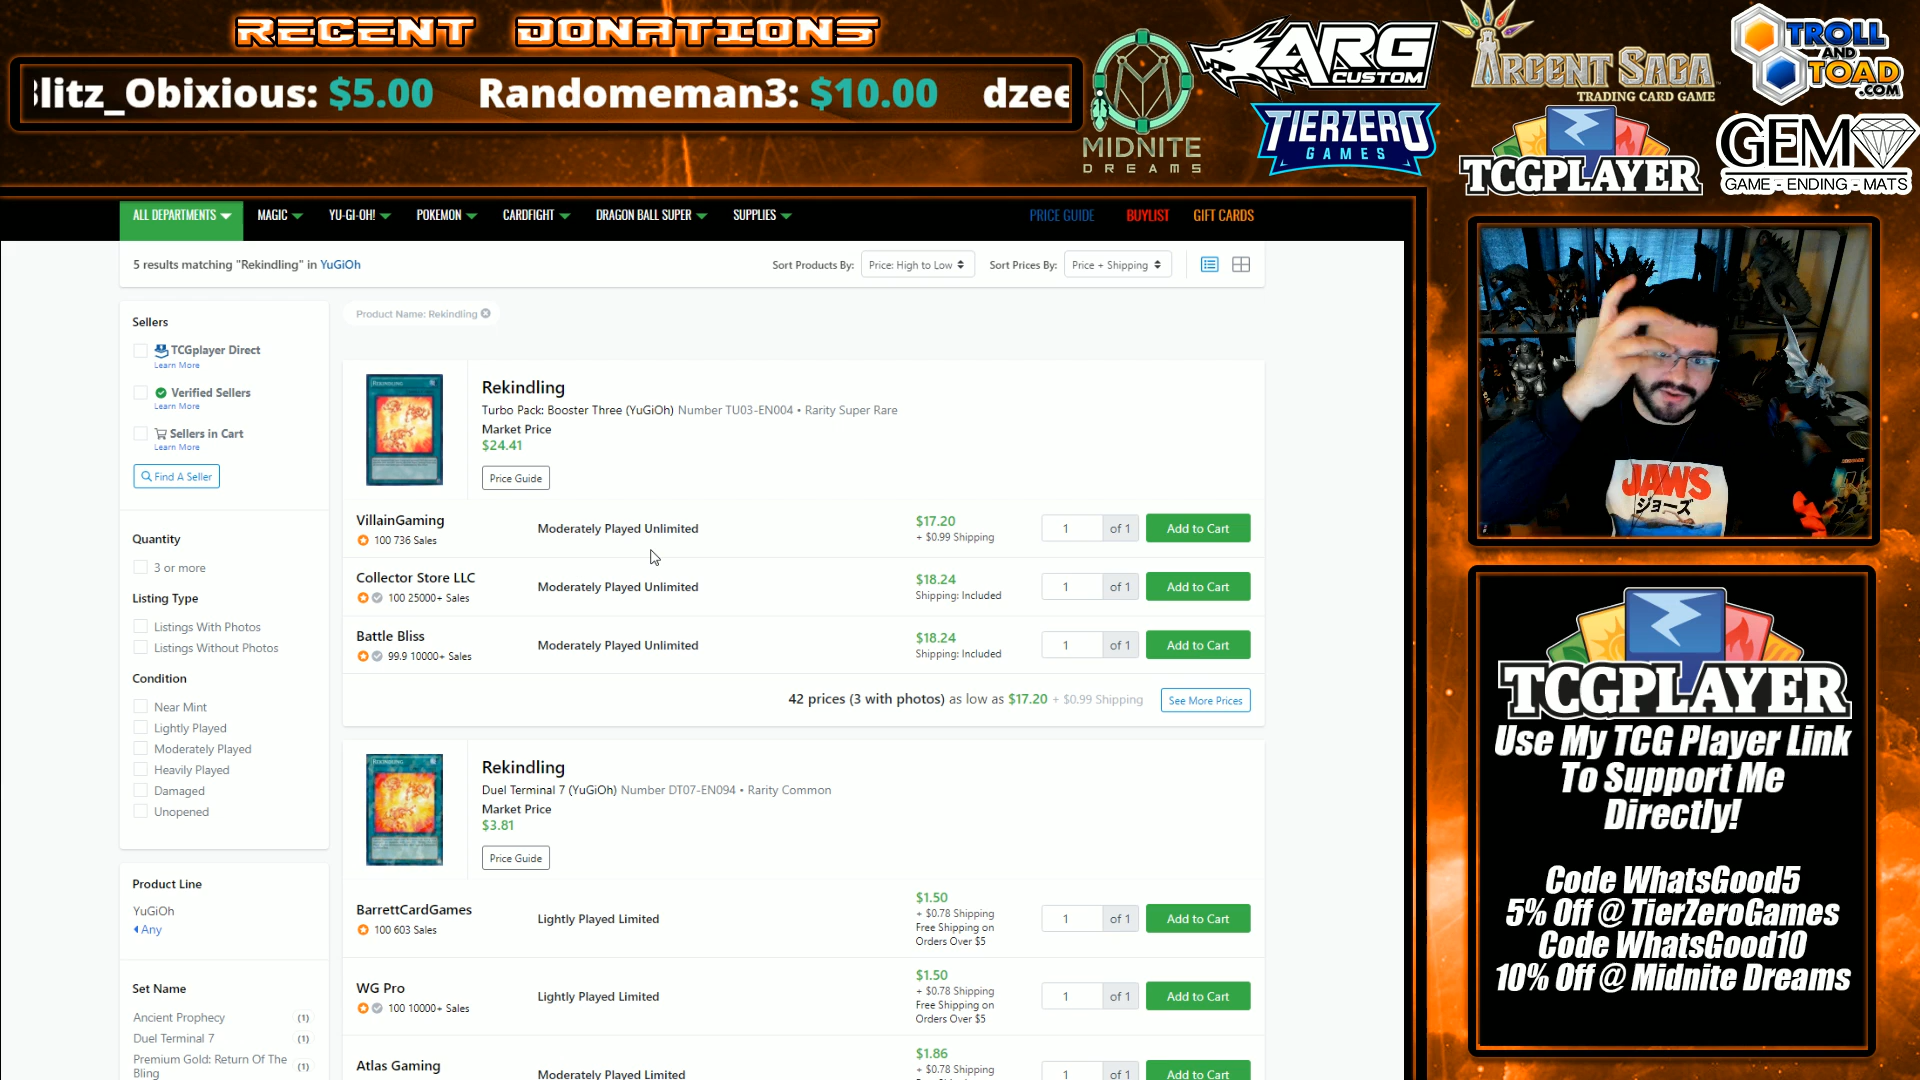 RECENT DONATIONS
litz_Obixious: $5.00 Randomeman3: $10.00 dzee
MIDNITE
DREAMS
ARG
CUSTOM
TIERZERO
GAMES
ARGENT SAGA
TRADING CARD GAME
TROLL
AND
TOAD
.COM
TCGPLAYER
GEM
GAME-ENDING-MATS
ALL DEPARTMENTS MAGIC YU-GI-OH! POKEMON CARDFIGHT DRAGON BALL SUPER SUPPLIES PRICE GUIDE BUYLIST GIFT CARDS
5 results matching "Rekindling" in YuGiOh
Sort Products By: Price: High to Low Sort Prices By: Price + Shipping
Product Name: Rekindling
Sellers
TCGplayer Direct
Learn More
Verified Sellers
Learn More
Sellers in Cart
Learn More
Find A Seller
Quantity
3 or more
Listing Type
Listings With Photos
Listings Without Photos
Condition
Near Mint
Lightly Played
Moderately Played
Heavily Played
Damaged
Unopened
Product Line
YuGiOh
Any
Set Name
Ancient Prophecy (1)
Duel Terminal 7 (1)
Premium Gold: Return Of The
Bling (1)
REKINDLING
Rekindling
Turbo Pack: Booster Three (YuGiOh) Number TU03-EN004 • Rarity Super Rare
Market Price
$24.41
Price Guide
VillainGaming
100 736 Sales
Moderately Played Unlimited
$17.20
+ $0.99 Shipping
1 of 1 Add to Cart
Collector Store LLC
100 25000+ Sales
Moderately Played Unlimited
$18.24
Shipping: Included
1 of 1 Add to Cart
Battle Bliss
99.9 10000+ Sales
Moderately Played Unlimited
$18.24
Shipping: Included
1 of 1 Add to Cart
42 prices (3 with photos) as low as $17.20 + $0.99 Shipping See More Prices
REKINDLING
Rekindling
Duel Terminal 7 (YuGiOh) Number DT07-EN094 • Rarity Common
Market Price
$3.81
Price Guide
BarrettCardGames
100 603 Sales
Lightly Played Limited
$1.50
+ $0.78 Shipping
Free Shipping on
Orders Over $5
1 of 1 Add to Cart
WG Pro
100 10000+ Sales
Lightly Played Limited
$1.50
+ $0.78 Shipping
Free Shipping on
Orders Over $5
1 of 1 Add to Cart
Atlas Gaming
Moderately Played Limited
$1.86
+ $0.78 Shipping
1 of 1 Add to Cart
JAWS
ジョーズ
TCGPLAYER
Use My TCG Player Link
To Support Me
Directly!
Code WhatsGood5
5% Off @ TierZeroGames
Code WhatsGood10
10% Off @ Midnite Dreams